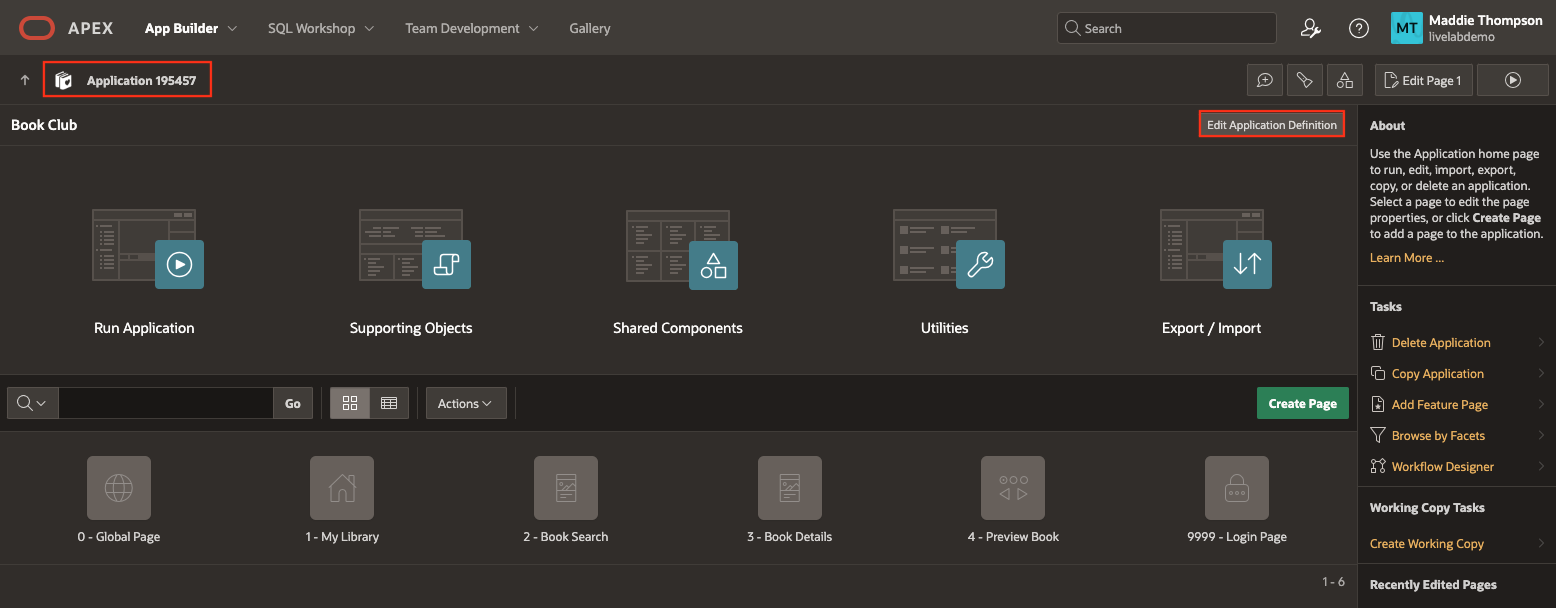 APEX
App Builder
SQL Workshop
Team Development
Gallery
Search
MT
Maddie Thompson
livelabdemo
Application 195457
Edit Page 1
Book Club
Edit Application Definition
Run Application
Supporting Objects
Shared Components
Utilities
Export / Import
Go
Actions
Create Page
0 - Global Page
1 - My Library
2 - Book Search
3 - Book Details
4 - Preview Book
9999 - Login Page
1 - 6
About
Use the Application home page
to run, edit, import, export,
copy, or delete an application.
Select a page to edit the page
properties, or click Create Page
to add a page to the application.
Learn More ...
Tasks
Delete Application
Copy Application
Add Feature Page
Browse by Facets
Workflow Designer
Working Copy Tasks
Create Working Copy
Recently Edited Pages